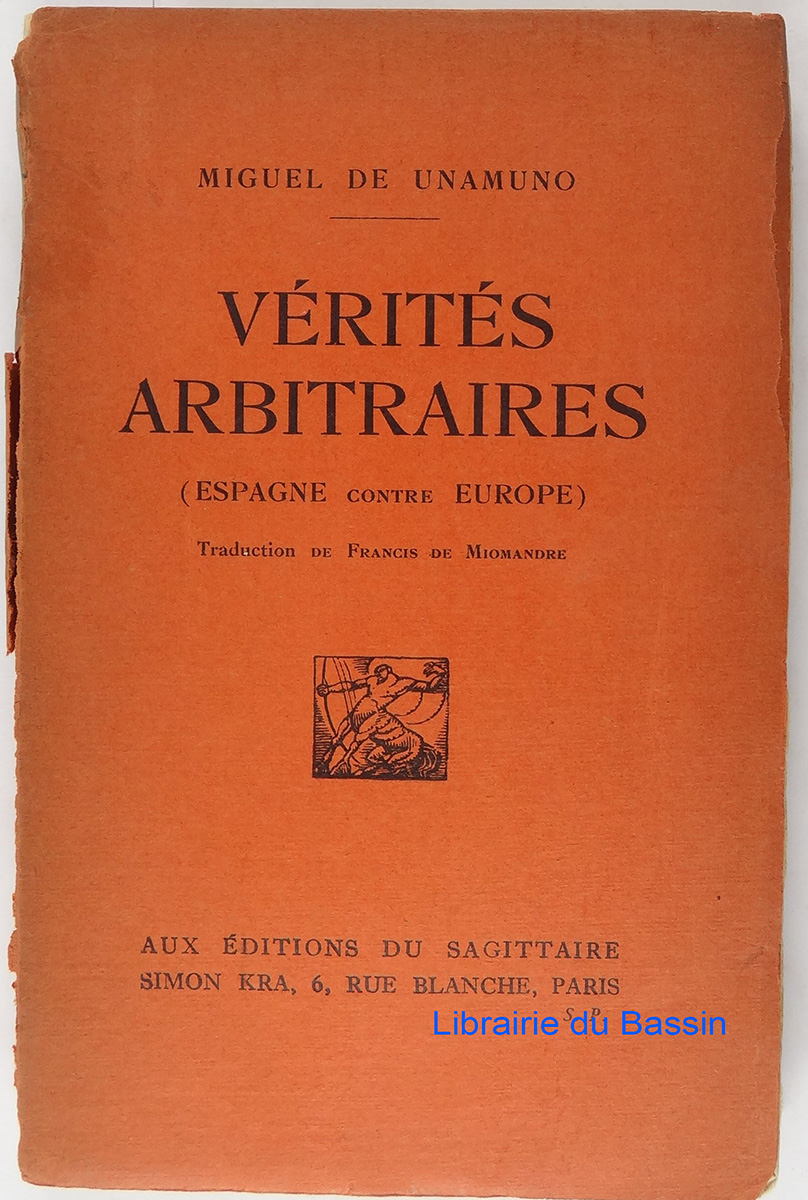 MIGUEL DE UNAMUNO
VÉRITÉS
ARBITRAIRES
(ESPAGNE CONTRE EUROPE)
Traduction DE FRANCIS DE MIOMANDRE
AUX ÉDITIONS DU SAGITTAIRE
SIMON KRA, 6, RUE BLANCHE, PARIS
S. P.
Librairie du Bassin